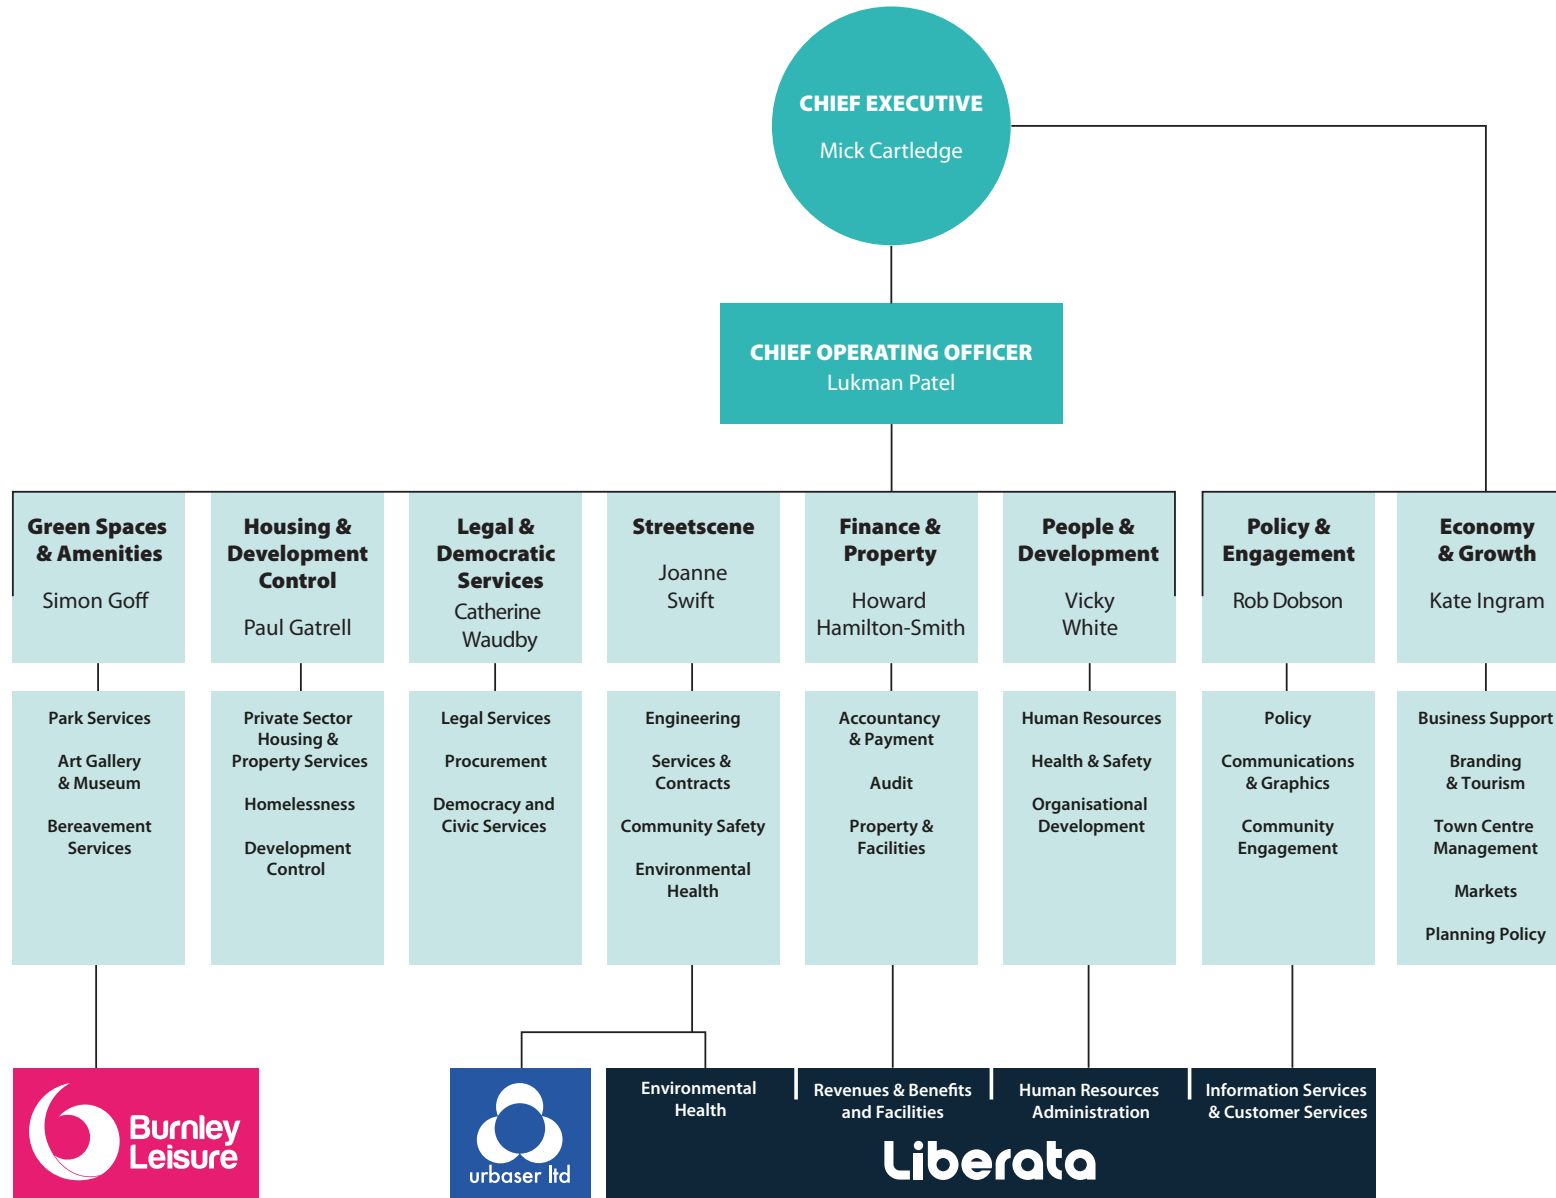 CHIEF EXECUTIVE
Mick Cartledge
CHIEF OPERATING OFFICER
Lukman Patel
Green Spaces
& Amenities
Simon Goff
Housing &
Development
Control
Paul Gatrell
Legal &
Democratic
Services
Catherine
Waudby
Streetscene
Joanne
Swift
Finance &
Property
Howard
Hamilton-Smith
People &
Development
Vicky
White
Policy &
Engagement
Rob Dobson
Economy
& Growth
Kate Ingram
Park Services
Art Gallery
& Museum
Bereavement
Services
Private Sector
Housing &
Property Services
Homelessness
Development
Control
Legal Services
Procurement
Democracy and
Civic Services
Engineering
Services &
Contracts
Community Safety
Environmental
Health
Accountancy
& Payment
Audit
Property &
Facilities
Human Resources
Health & Safety
Organisational
Development
Policy
Communications
& Graphics
Community
Engagement
Business Support
Branding
& Tourism
Town Centre
Management
Markets
Planning Policy
Burnley
Leisure
urbaser ltd
Environmental
Health
Revenues & Benefits
and Facilities
Human Resources
Administration
Information Services
& Customer Services
Liberata